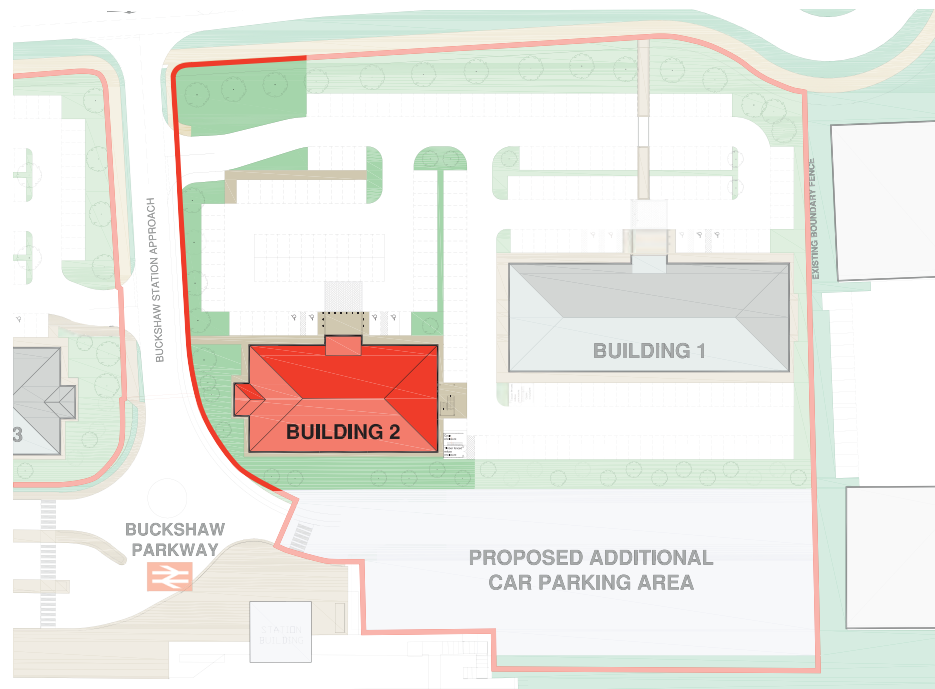 BUCKSHAW STATION APPROACH
EXISTING BOUNDARY FENCE
BUILDING 1
BUILDING 2
3
BUCKSHAW
PARKWAY
PROPOSED ADDITIONAL
CAR PARKING AREA
STATION
BUILDING